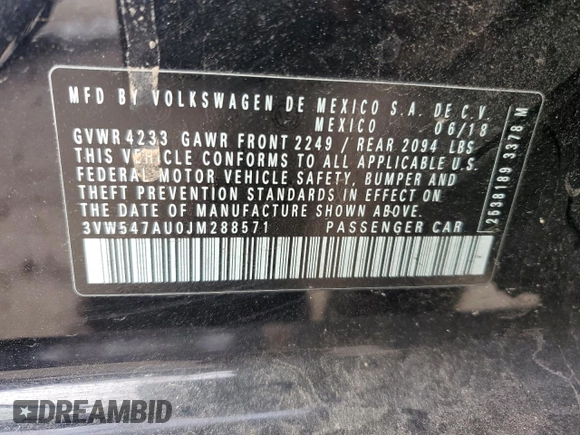 MFD BY VOLKSWAGEN DE MEXICO S.A. DE C.V.
MEXICO 06/18
GVWR 4233 GAWR FRONT 2249 / REAR 2094 LBS
THIS VEHICLE CONFORMS TO ALL APPLICABLE U.S.
FEDERAL MOTOR VEHICLE SAFETY, BUMPER AND
THEFT PREVENTION STANDARDS IN EFFECT ON
THE DATE OF MANUFACTURE SHOWN ABOVE.
3VW547AU0JM288571 PASSENGER CAR
2638189 3378 M
DREAMBID